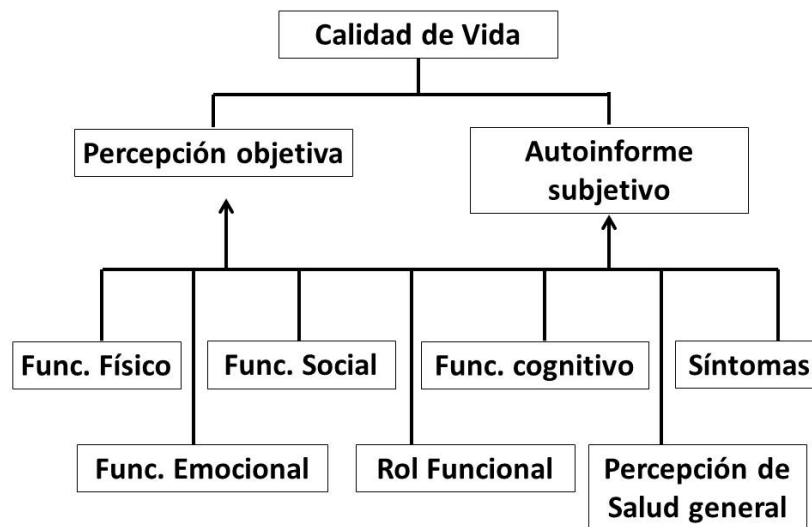 Calidad de Vida
Percepción objetiva
Autoinforme
subjetivo
Func. Físico
Func. Social
Func. cognitivo
Síntomas
Func. Emocional
Rol Funcional
Percepción de
Salud general